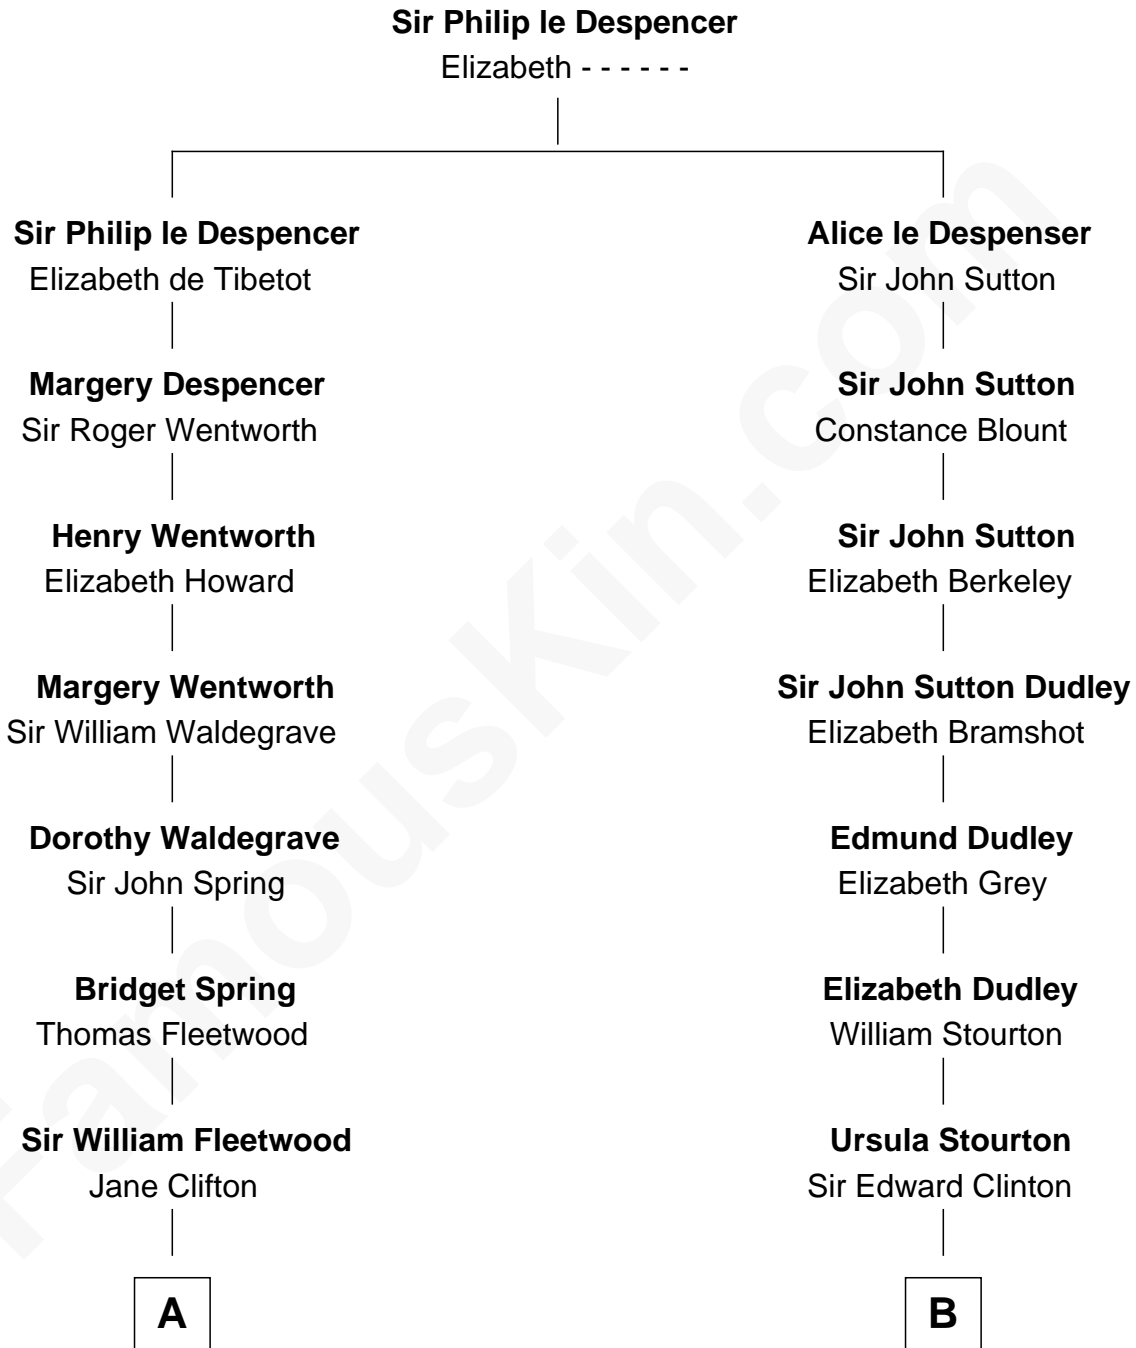 Sir Philip le Despencer
Elizabeth - - - - - -
Sir Philip le Despencer
Elizabeth de Tibetot
Alice le Despenser
Sir John Sutton
Margery Despencer
Sir Roger Wentworth
Sir John Sutton
Constance Blount
Henry Wentworth
Elizabeth Howard
Sir John Sutton
Elizabeth Berkeley
Margery Wentworth
Sir William Waldegrave
Sir John Sutton Dudley
Elizabeth Bramshot
Dorothy Waldegrave
Sir John Spring
Edmund Dudley
Elizabeth Grey
Bridget Spring
Thomas Fleetwood
Elizabeth Dudley
William Stourton
Sir William Fleetwood
Jane Clifton
Ursula Stourton
Sir Edward Clinton
A
B
FamousKin.com